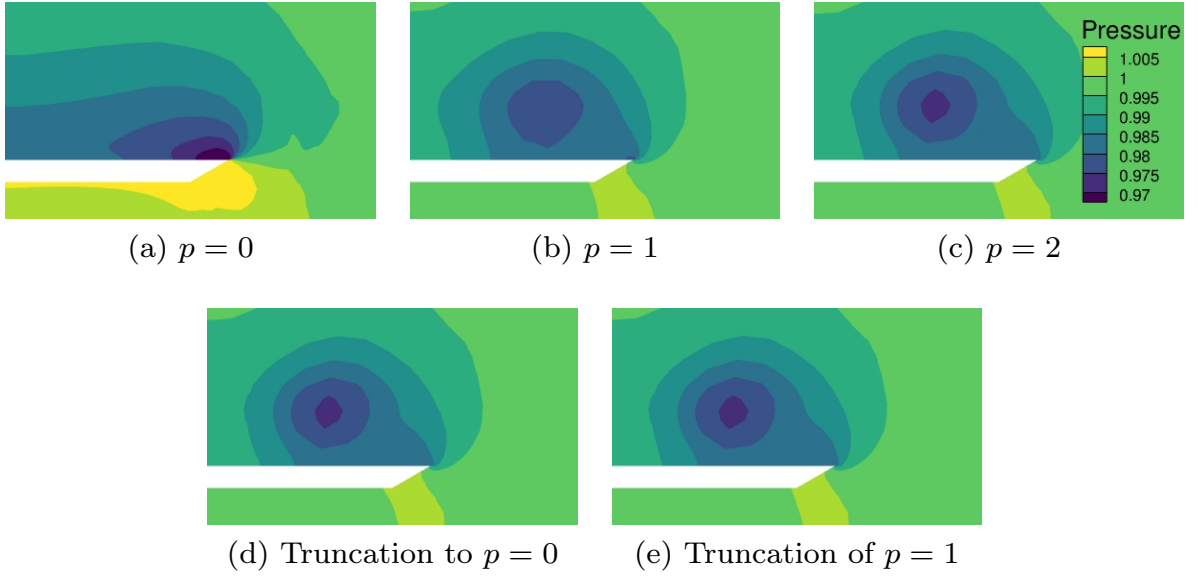 Pressure
1.005
1
0.995
0.99
0.985
0.98
0.975
0.97
(a) p = 0
(b) p = 1
(c) p = 2
(d) Truncation to p = 0
(e) Truncation of p = 1